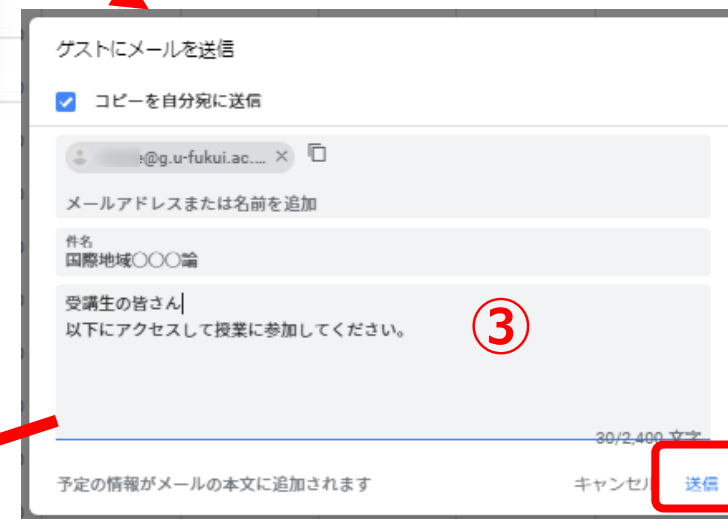 ゲストにメールを送信
コピーを自分宛に送信
e@g.u-fukui.ac.... ×
メールアドレスまたは名前を追加
件名
国際地域○○○論
受講生の皆さん
以下にアクセスして授業に参加してください。
③
30/2,400 文字
予定の情報がメールの本文に追加されます
キャンセル 送信